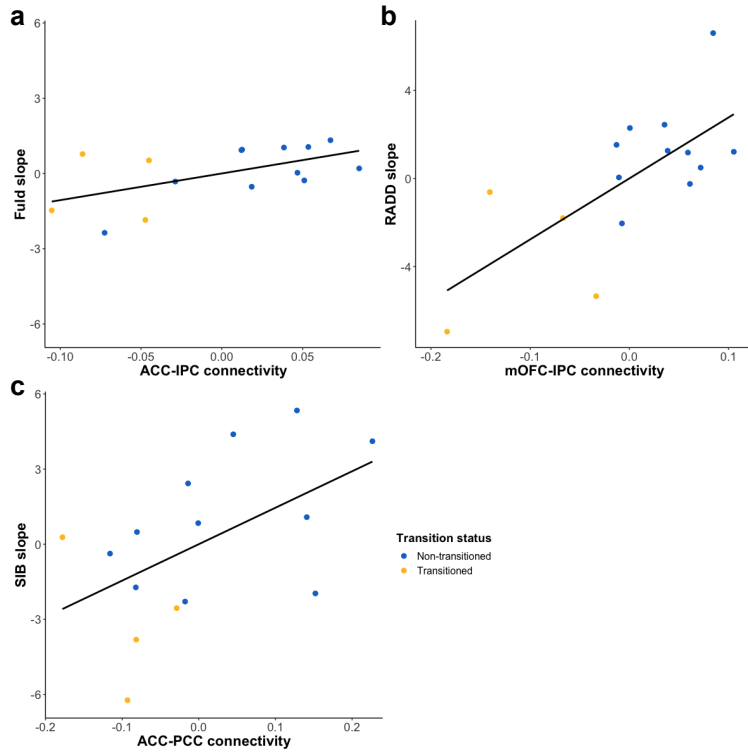 a
6
3
0
-3
-6
Fuld slope
-0.10 -0.05 0.00 0.05
ACC-IPC connectivity
b
4
0
-4
RADD slope
-0.2 -0.1 0.0 0.1
mOFC-IPC connectivity
c
6
3
0
-3
-6
SIB slope
-0.2 -0.1 0.0 0.1 0.2
ACC-PCC connectivity
Transition status
Non-transitioned
Transitioned